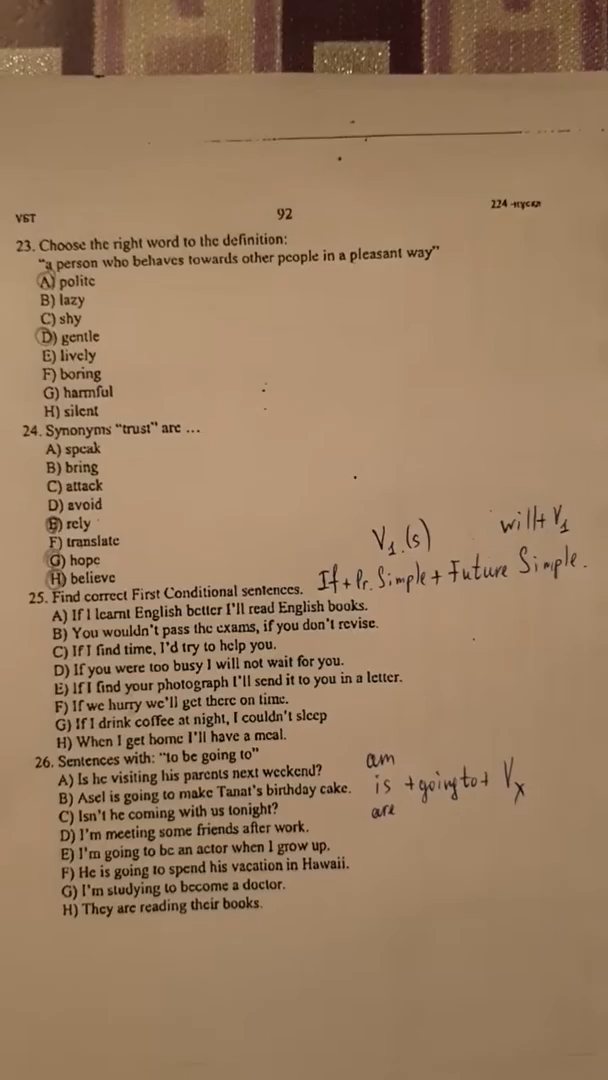 VST 92 224 -нұсқа
23. Choose the right word to the definition:
"a person who behaves towards other people in a pleasant way"
A) polite
B) lazy
C) shy
D) gentle
E) lively
F) boring
G) harmful
H) silent
24. Synonyms "trust" are ...
A) speak
B) bring
C) attack
D) avoid
E) rely
F) translate
G) hope
H) believe
V1.(s) will+ V1
25. Find correct First Conditional sentences. If + Pr. Simple + Future Simple.
A) If I learnt English better I'll read English books.
B) You wouldn't pass the exams, if you don't revise.
C) If I find time, I'd try to help you.
D) If you were too busy I will not wait for you.
E) If I find your photograph I'll send it to you in a letter.
F) If we hurry we'll get there on time.
G) If I drink coffee at night, I couldn't sleep
H) When I get home I'll have a meal.
26. Sentences with: "to be going to"
A) Is he visiting his parents next weekend? am
B) Asel is going to make Tanat's birthday cake. is + going to + Vx
C) Isn't he coming with us tonight? are
D) I'm meeting some friends after work.
E) I'm going to be an actor when I grow up.
F) He is going to spend his vacation in Hawaii.
G) I'm studying to become a doctor.
H) They are reading their books.